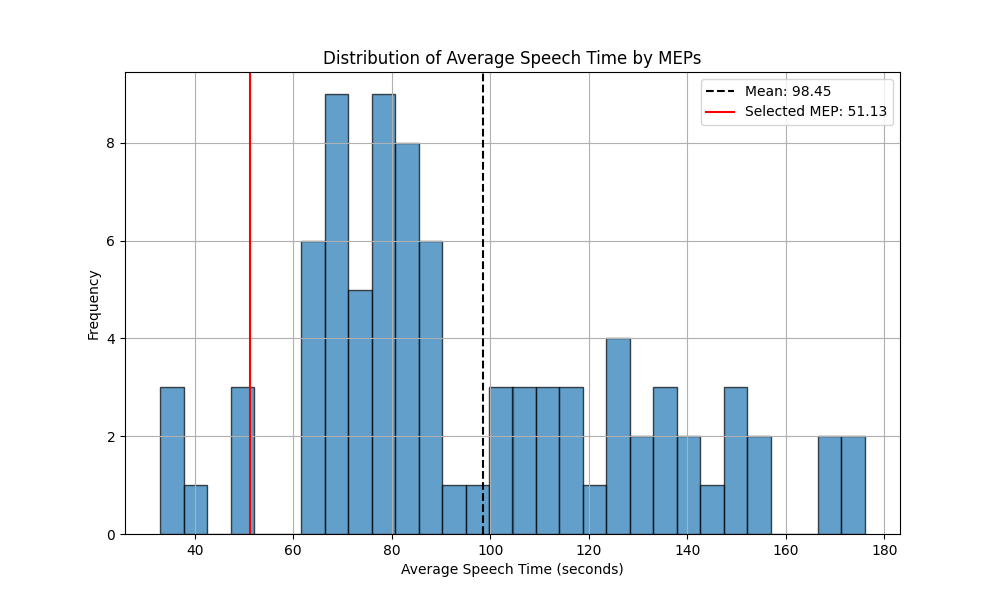 Distribution of Average Speech Time by MEPs
Mean: 98.45
Selected MEP: 51.13
Frequency
8
6
4
2
0
40 60 80 100 120 140 160 180
Average Speech Time (seconds)